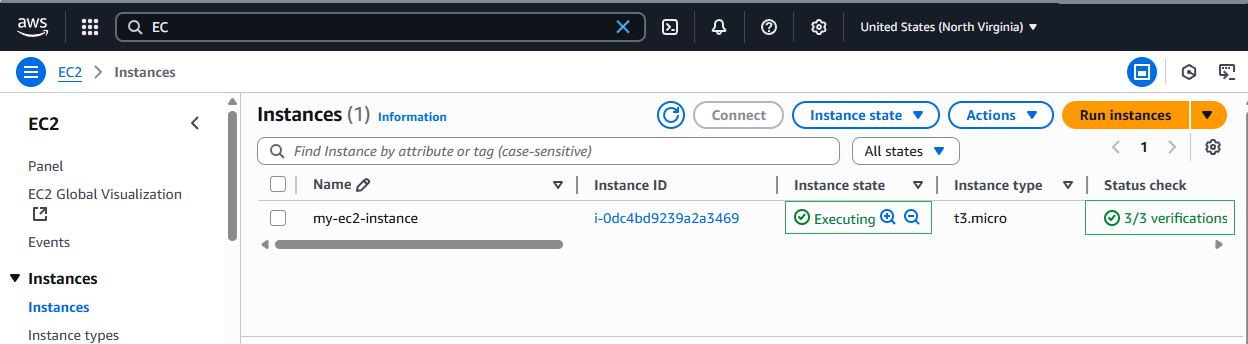 aws EC United States (North Virginia)
EC2 Instances
EC2
Panel
EC2 Global Visualization
Events
Instances
Instances
Instance types
Instances (1) Information Connect Instance state Actions Run instances
Find Instance by attribute or tag (case-sensitive) All states 1
Name Instance ID Instance state Instance type Status check
my-ec2-instance i-0dc4bd9239a2a3469 Executing t3.micro 3/3 verifications